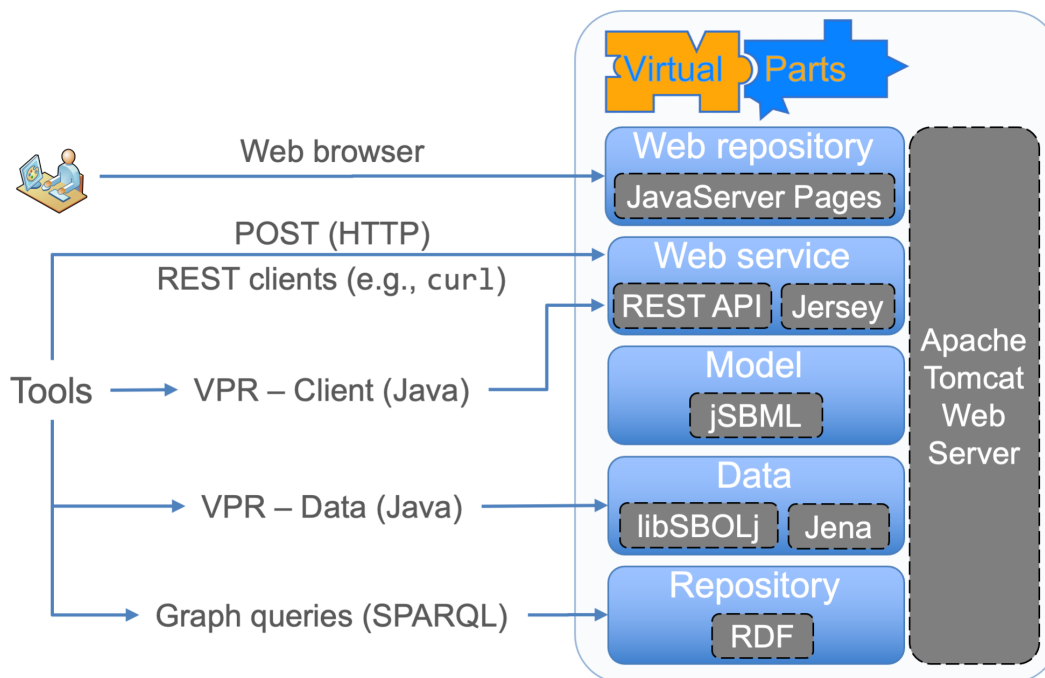 Virtual Parts
Web browser
Web repository
JavaServer Pages
POST (HTTP)
REST clients (e.g., curl)
Web service
REST API
Jersey
Tools
VPR – Client (Java)
Model
jSBML
VPR – Data (Java)
Data
libSBOLj
Jena
Graph queries (SPARQL)
Repository
RDF
Apache
Tomcat
Web
Server